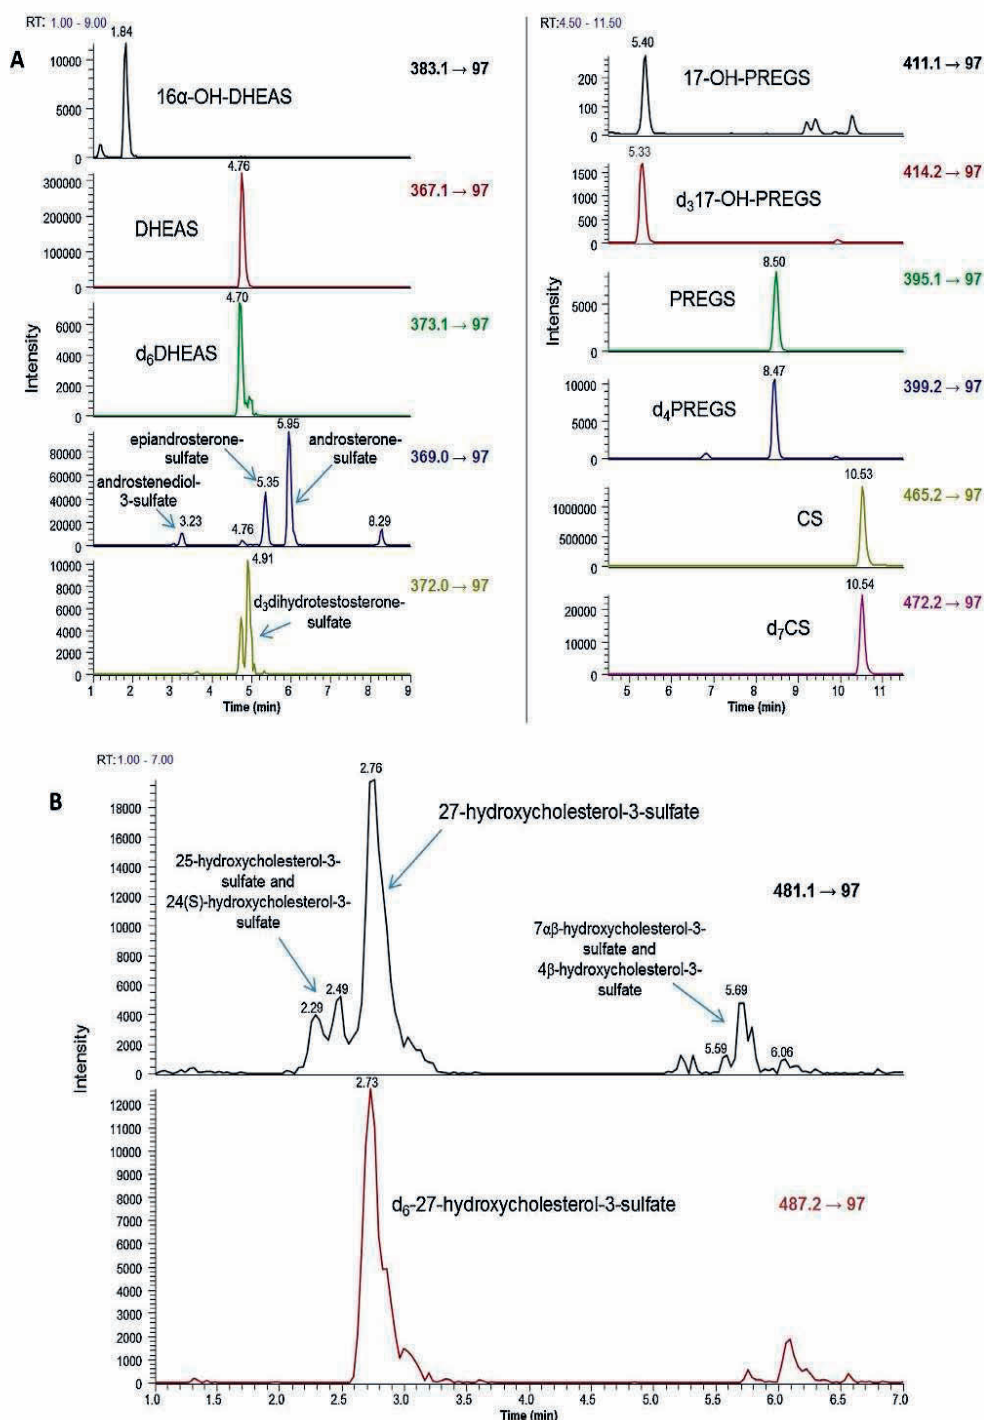 RT: 1.00 - 9.00
A
1.84
10000
5000
0
16α-OH-DHEAS
383.1 → 97
4.76
300000
200000
100000
0
DHEAS
367.1 → 97
4.70
6000
4000
2000
0
d6DHEAS
373.1 → 97
Intensity
5.95
80000
60000
40000
20000
0
epiandrosterone-
sulfate
androsterone-
sulfate
369.0 → 97
androstenediol-
3-sulfate
3.23
4.76
5.35
8.29
4.91
10000
8000
6000
4000
2000
0
372.0 → 97
d3dihydrotestosterone-
sulfate
1 2 3 4 5 6 7 8 9
Time (min)
RT:4.50 - 11.50
5.40
200
100
0
17-OH-PREGS
411.1 → 97
5.33
1500
1000
500
0
d317-OH-PREGS
414.2 → 97
8.50
5000
0
PREGS
395.1 → 97
Intensity
8.47
10000
5000
0
d4PREGS
399.2 → 97
10.53
1000000
500000
0
CS
465.2 → 97
10.54
20000
10000
0
d7CS
472.2 → 97
5 6 7 8 9 10 11
Time (min)
RT:1.00 - 7.00
B
2.76
18000
16000
14000
12000
10000
8000
6000
4000
2000
0
27-hydroxycholesterol-3-sulfate
25-hydroxycholesterol-3-
sulfate and
24(S)-hydroxycholesterol-3-
sulfate
481.1 → 97
7αβ-hydroxycholesterol-3-
sulfate and
4β-hydroxycholesterol-3-
sulfate
2.29
2.49
5.59
5.69
6.06
Intensity
2.73
12000
11000
10000
9000
8000
7000
6000
5000
4000
3000
2000
1000
0
d6-27-hydroxycholesterol-3-sulfate
487.2 → 97
1.0 1.5 2.0 2.5 3.0 3.5 4.0 4.5 5.0 5.5 6.0 6.5 7.0
Time (min)